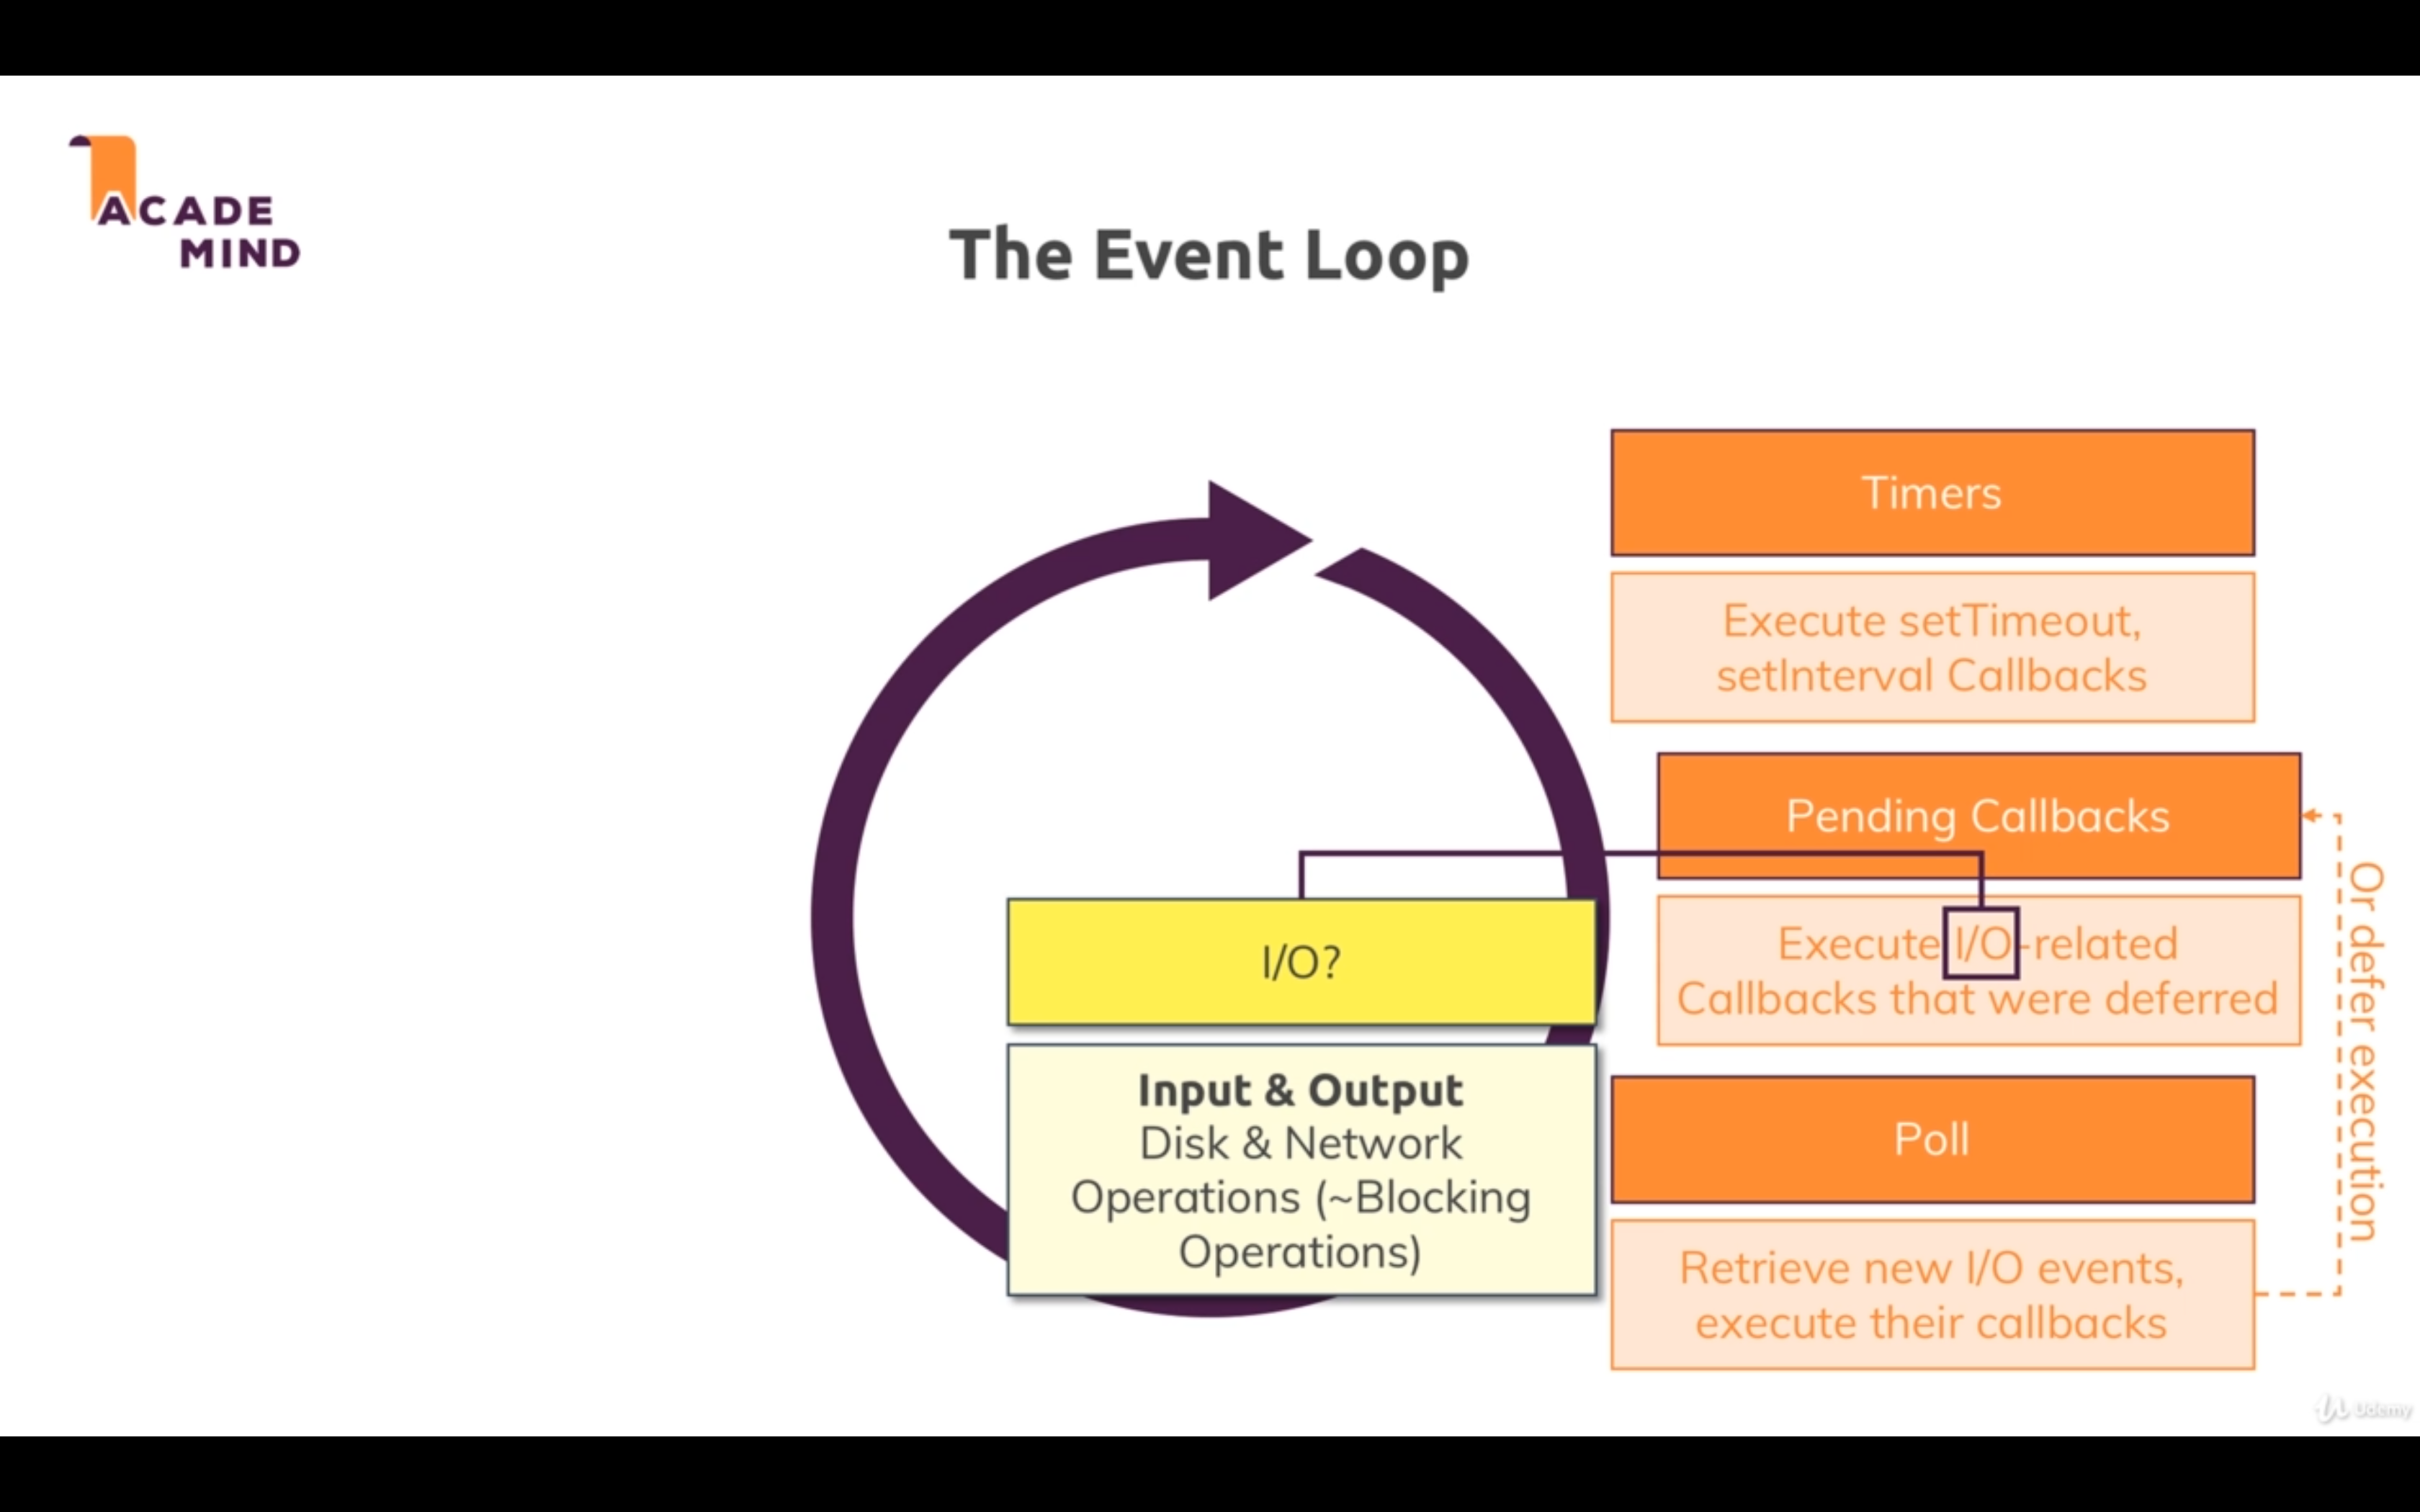 ACADE
MIND
The Event Loop
Timers
Execute setTimeout,
setInterval Callbacks
Pending Callbacks
Execute I/O-related
Callbacks that were deferred
Or defer execution
I/O?
Input & Output
Disk & Network
Operations (~Blocking
Operations)
Poll
Retrieve new I/O events,
execute their callbacks
Udemy